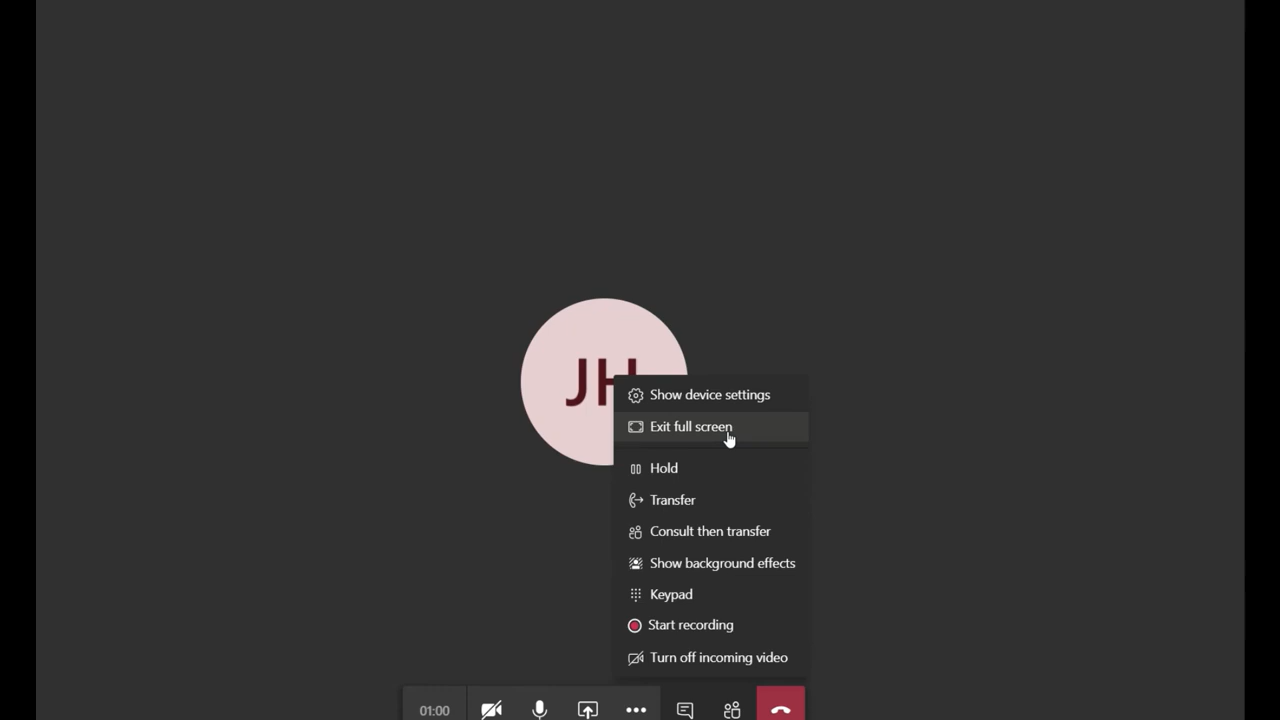 JH
Show device settings
Exit full screen
Hold
Transfer
Consult then transfer
Show background effects
Keypad
Start recording
Turn off incoming video
01:00